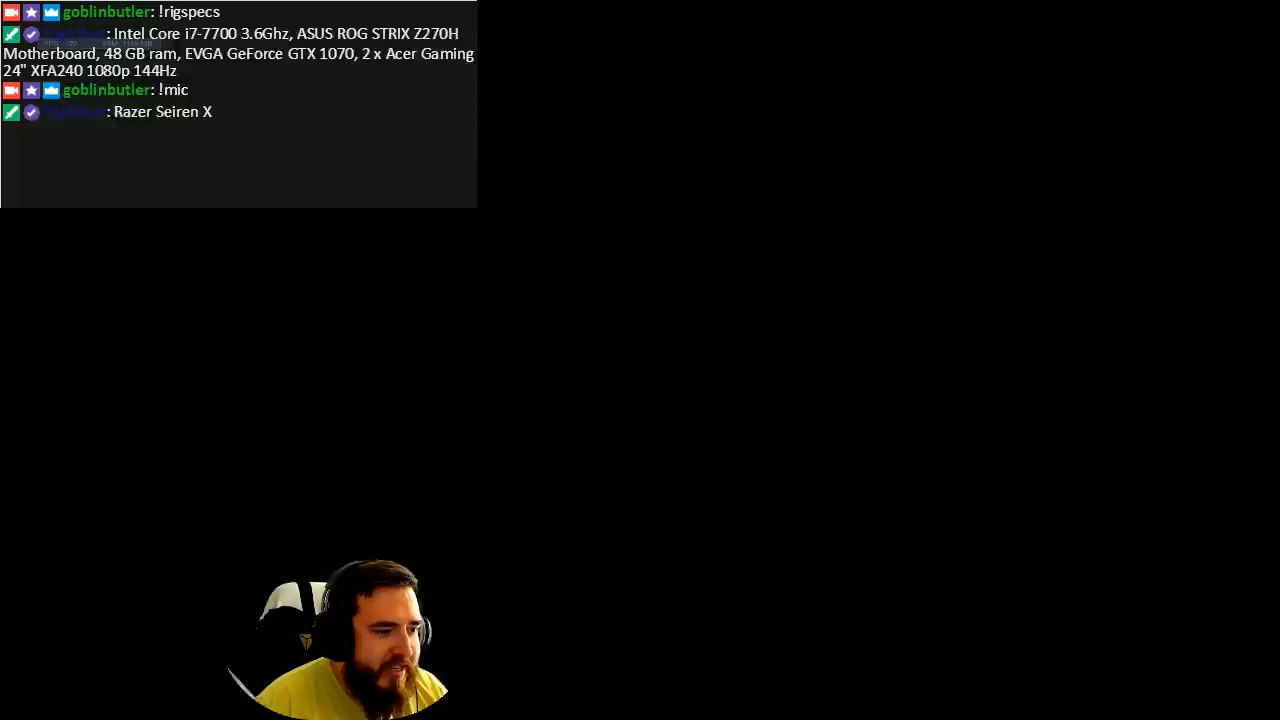 goblinbutler: !rigspecs
: Intel Core i7-7700 3.6Ghz, ASUS ROG STRIX Z270H
Motherboard, 48 GB ram, EVGA GeForce GTX 1070, 2 x Acer Gaming
24" XFA240 1080p 144Hz
goblinbutler: !mic
: Razer Seiren X